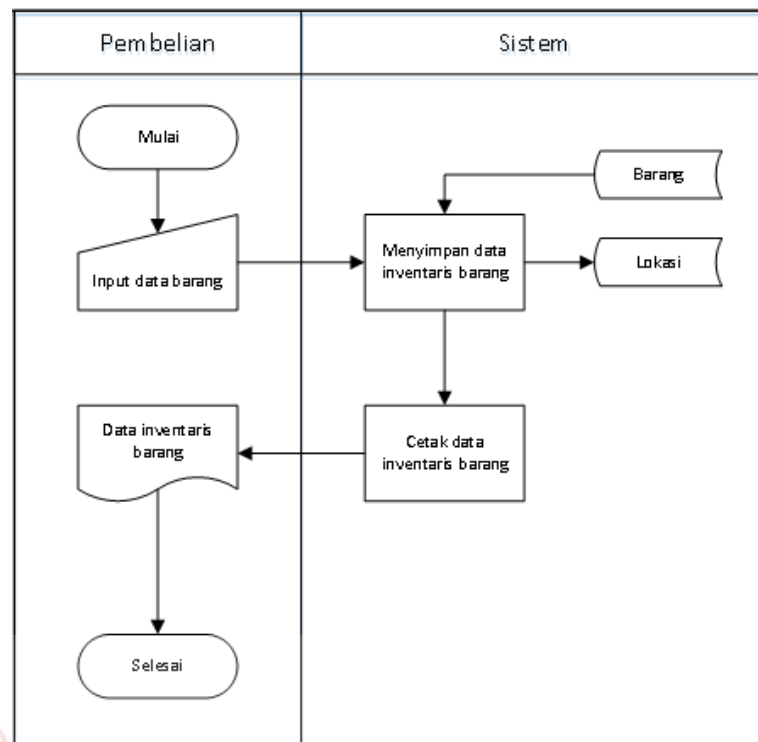 Pembelian
Sistem
Mulai
Barang
Input data barang
Menyimpan data
inventaris barang
Lokasi
Data inventaris
barang
Cetak data
inventaris barang
Selesai